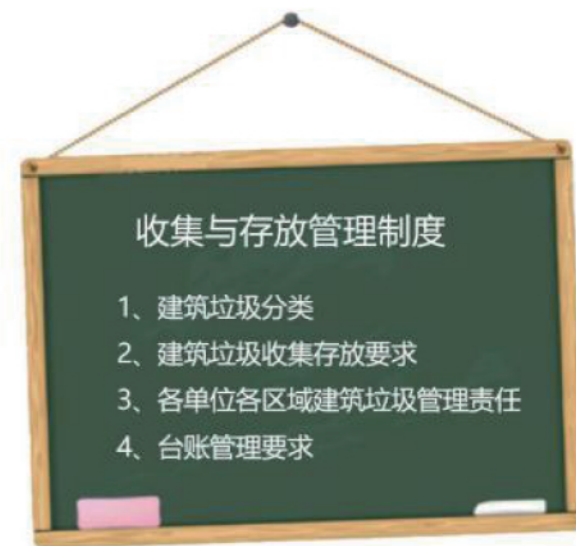 收集与存放管理制度
1、建筑垃圾分类
2、建筑垃圾收集存放要求
3、各单位各区域建筑垃圾管理责任
4、台账管理要求